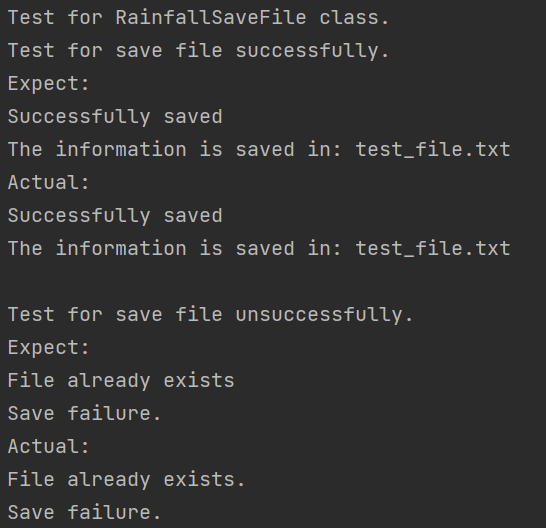 Test for RainfallSaveFile class.
Test for save file successfully.
Expect:
Successfully saved
The information is saved in: test_file.txt
Actual:
Successfully saved
The information is saved in: test_file.txt
Test for save file unsuccessfully.
Expect:
File already exists
Save failure.
Actual:
File already exists.
Save failure.